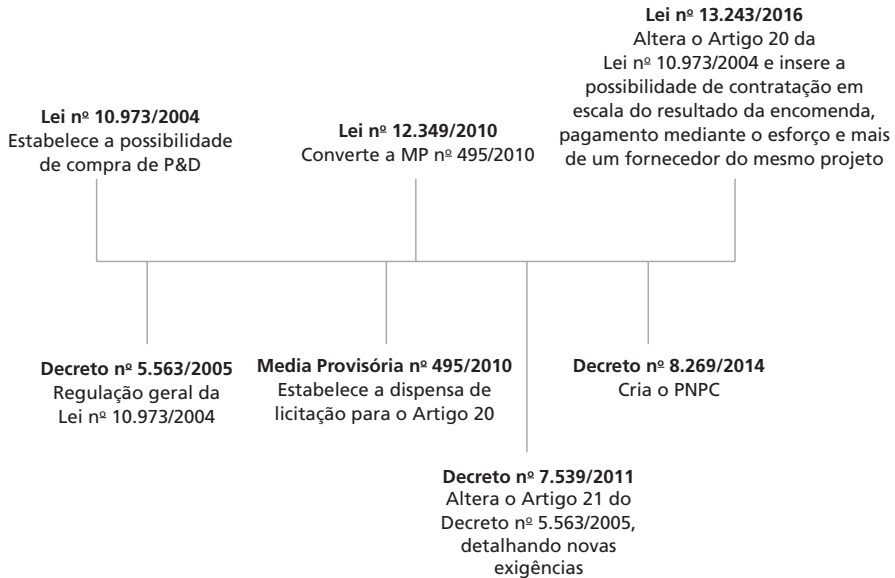 Lei nº 13.243/2016
Altera o Artigo 20 da
Lei nº 10.973/2004 e insere a
possibilidade de contratação em
escala do resultado da encomenda,
pagamento mediante o esforço e mais
de um fornecedor do mesmo projeto
Lei nº 10.973/2004
Estabelece a possibilidade
de compra de P&D
Lei nº 12.349/2010
Converte a MP nº 495/2010
Decreto nº 5.563/2005
Regulação geral da
Lei nº 10.973/2004
Media Provisória nº 495/2010
Estabelece a dispensa de
licitação para o Artigo 20
Decreto nº 8.269/2014
Cria o PNPC
Decreto nº 7.539/2011
Altera o Artigo 21 do
Decreto nº 5.563/2005,
detalhando novas
exigências